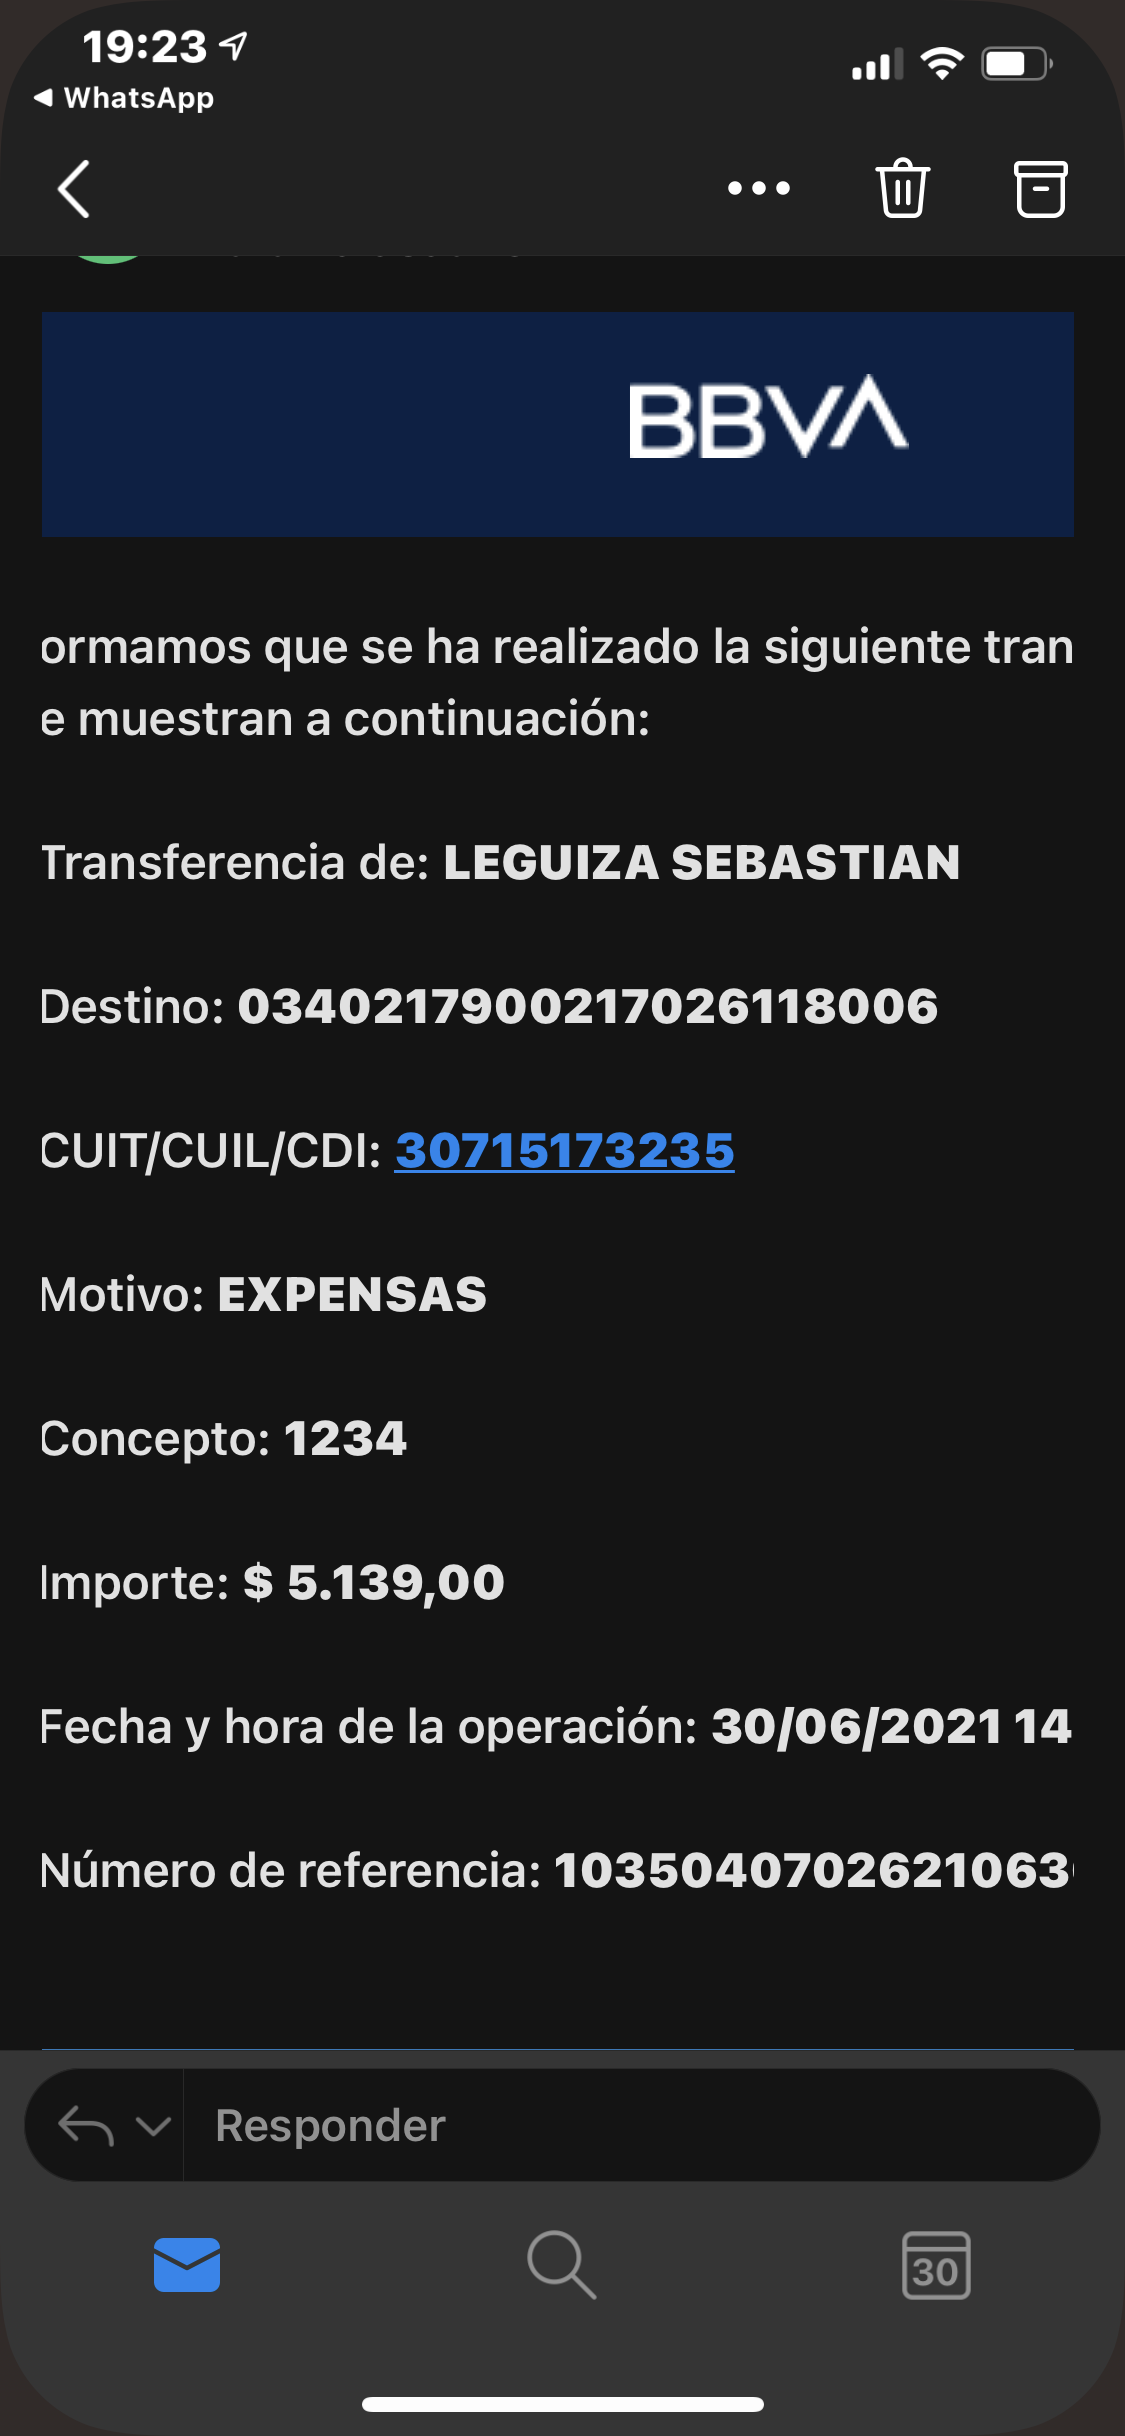 19:23
WhatsApp
BBVA
ormamos que se ha realizado la siguiente tran
e muestran a continuación:
Transferencia de: LEGUIZA SEBASTIAN
Destino: 0340217900217026118006
CUIT/CUIL/CDI: 30715173235
Motivo: EXPENSAS
Concepto: 1234
Importe: $ 5.139,00
Fecha y hora de la operación: 30/06/2021 14
Número de referencia: 1035040702621063
Responder
30